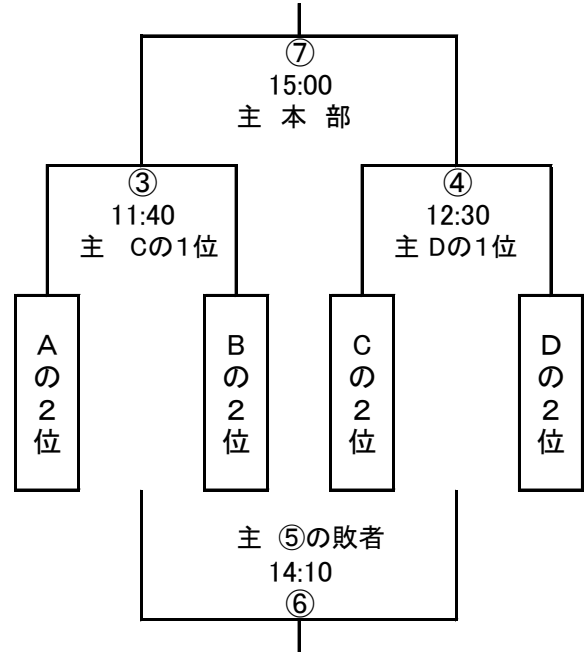 ⑦
15:00
主 本 部
③
11:40
主 Cの1位
④
12:30
主 Dの1位
Aの2位
Bの2位
Cの2位
Dの2位
主 ⑤の敗者
14:10
⑥